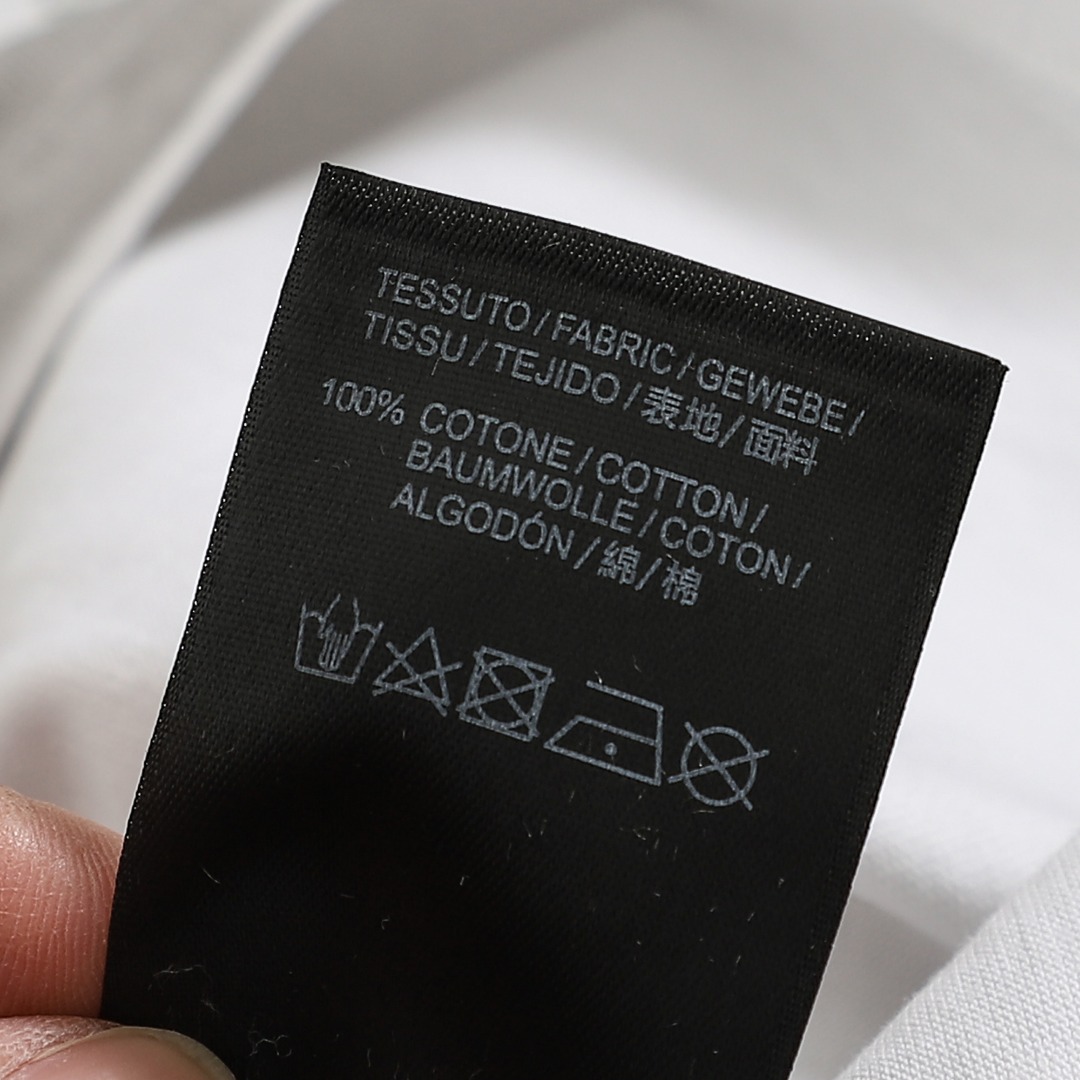 TESSUTO / FABRIC / GEWEBE /
TISSU / TEJIDO / 表地 / 面料
100% COTONE / COTTON /
BAUMWOLLE / COTON /
ALGODÓN / 綿 / 棉